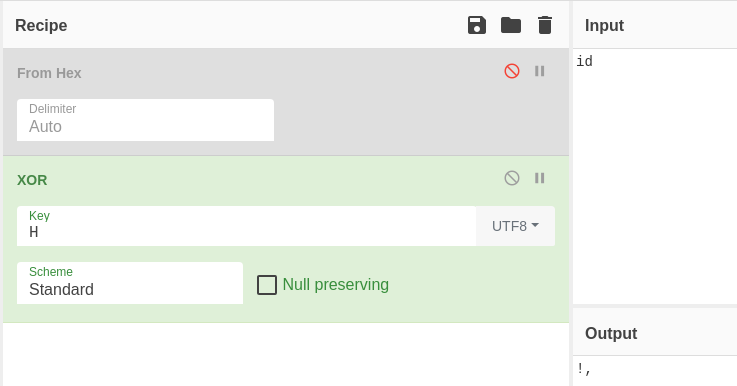 Recipe
From Hex
Delimiter
Auto
XOR
Key
H
UTF8
Scheme
Standard
Null preserving
Input
id
Output
!,